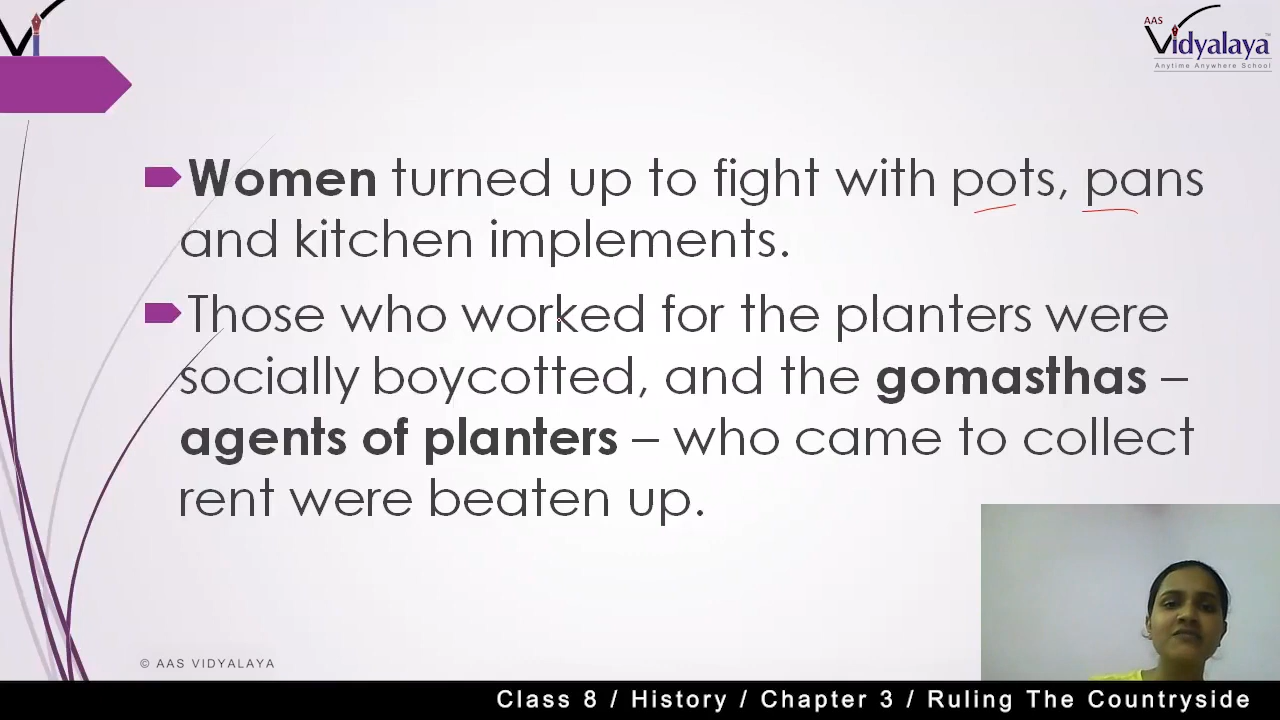 AAS
Vidyalaya
Anytime Anywhere School
Women turned up to fight with pots, pans
and kitchen implements.
Those who worked for the planters were
socially boycotted, and the gomasthas –
agents of planters – who came to collect
rent were beaten up.
© AAS VIDYALAYA
Class 8 / History / Chapter 3 / Ruling The Countryside